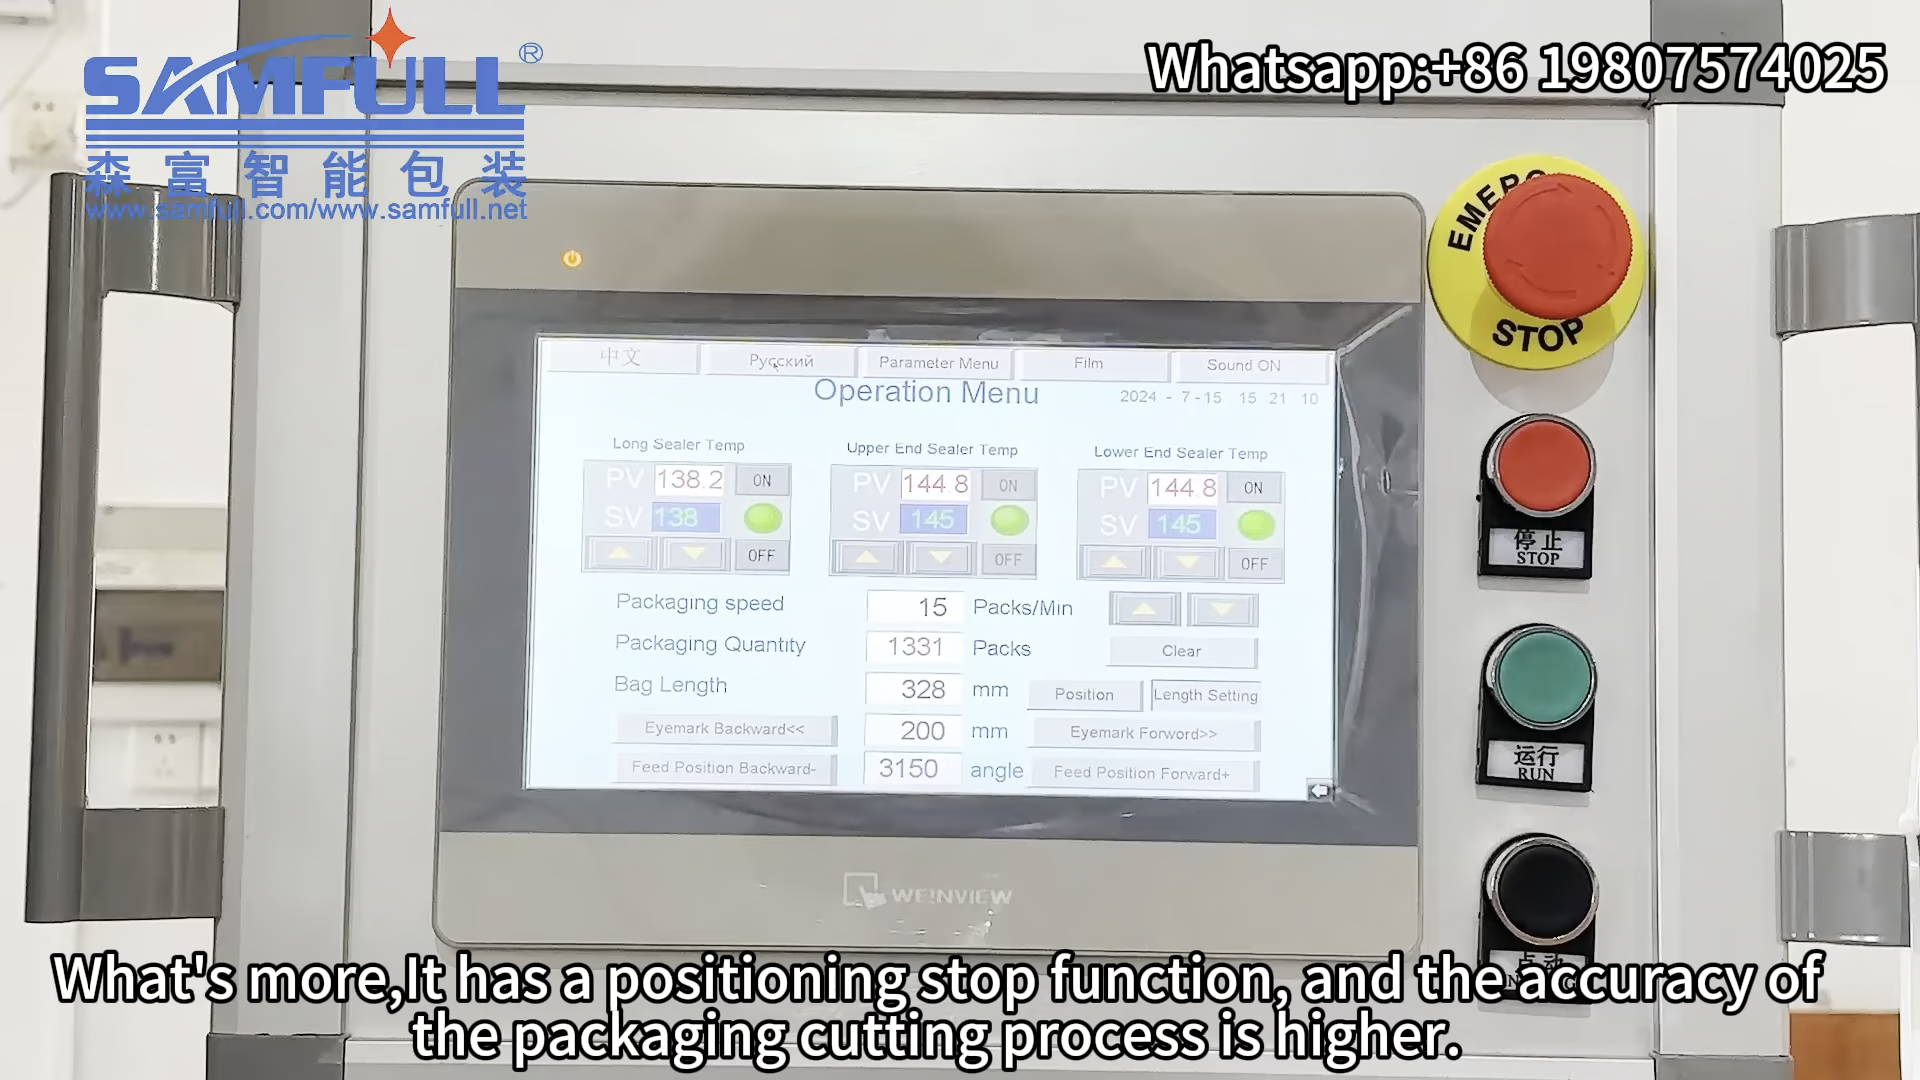 SAMFULL®
森富智能包装
www.samfull.com/www.samfull.net
Whatsapp:+86 19807574025
EMERG
STOP
中文 Русский Parameter Menu Film Sound ON
Operation Menu
2024 - 7-15 15 21 10
Long Sealer Temp
PV 138.2 ON
SV 138
OFF
Upper End Sealer Temp
PV 144.8 ON
SV 145
OFF
Lower End Sealer Temp
PV 144.8 ON
SV 145
OFF
Packaging speed 15 Packs/Min
Packaging Quantity 1331 Packs Clear
Bag Length 328 mm Position Length Setting
Eyemark Backward<< 200 mm Eyemark Forword>>
Feed Position Backward- 3150 angle Feed Position Forward+
WEINVIEW
停止
STOP
运行
RUN
点动
What's more,It has a positioning stop function, and the accuracy of
the packaging cutting process is higher.